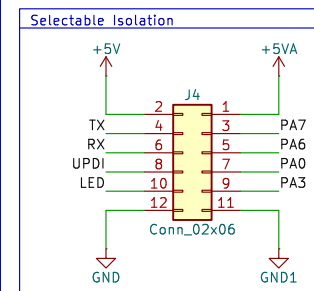 Selectable Isolation
+5V +5VA
J4
2 1
TX 4 3 PA7
RX 6 5 PA6
UPDI 8 7 PA0
LED 10 9 PA3
12 11
Conn_02x06
GND GND1